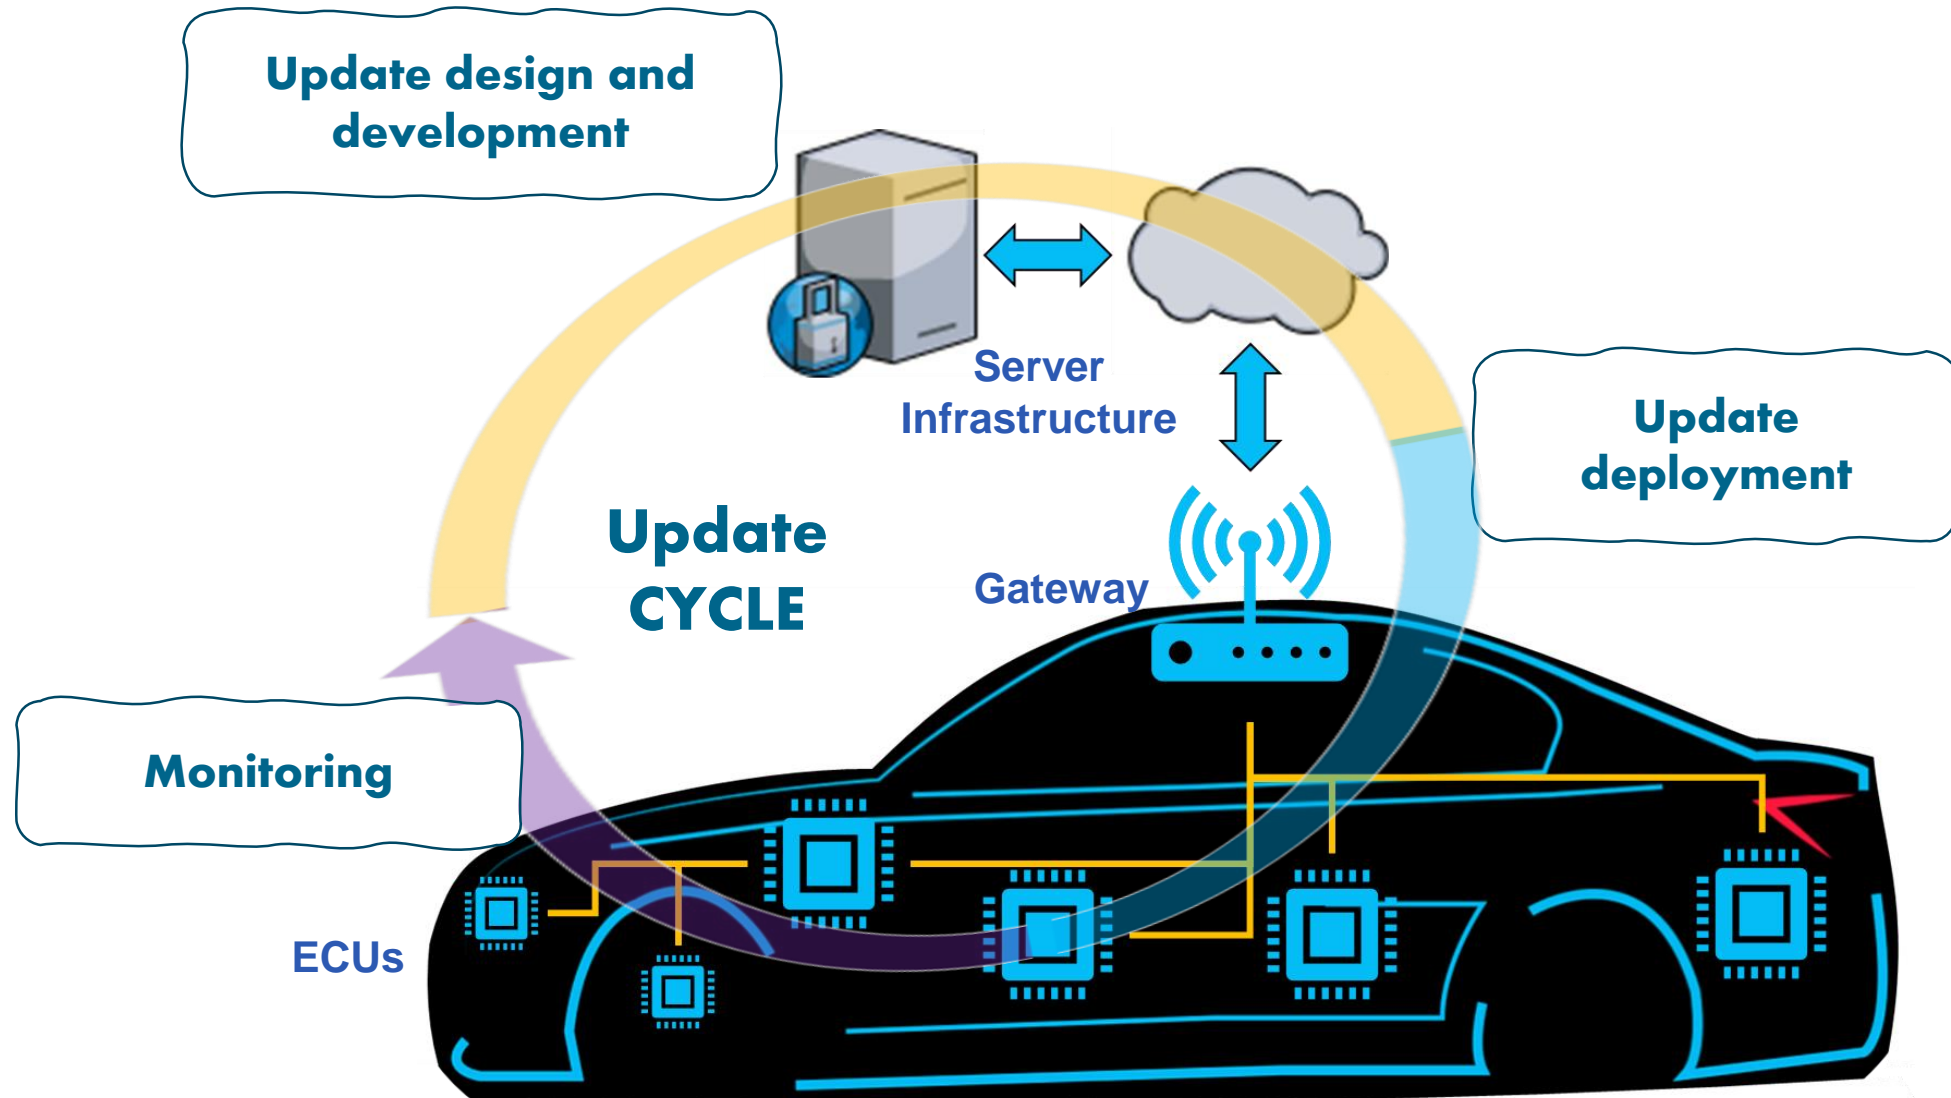 Update design and
development
Server
Infrastructure
Update
deployment
Update
CYCLE
Gateway
Monitoring
ECUs